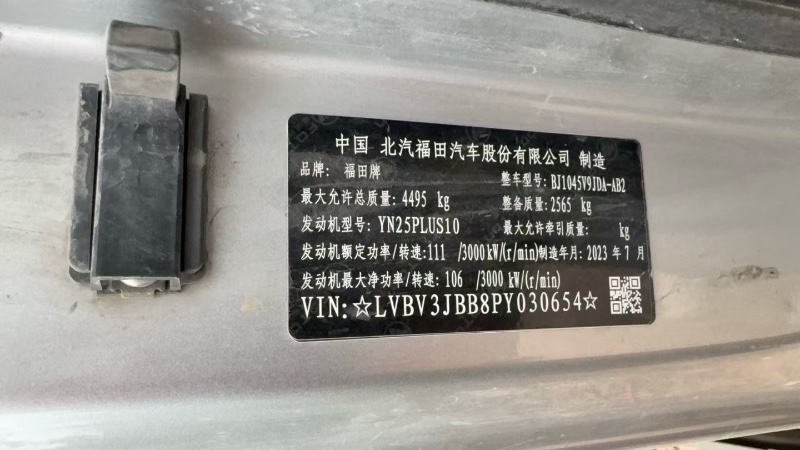 中国 北汽福田汽车股份有限公司 制造
品牌: 福田牌 整车型号: BJ1045V9JDA-AB2
最大允许总质量: 4495 kg 整备质量: 2565 kg
发动机型号: YN25PLUS10 最大允许牵引质量: kg
发动机额定功率/转速:111 /3000kW/(r/min)制造年月:2023 年 7 月
发动机最大净功率/转速: 106 /3000 kW/(r/min)
VIN:☆LVBV3JBB8PY030654☆